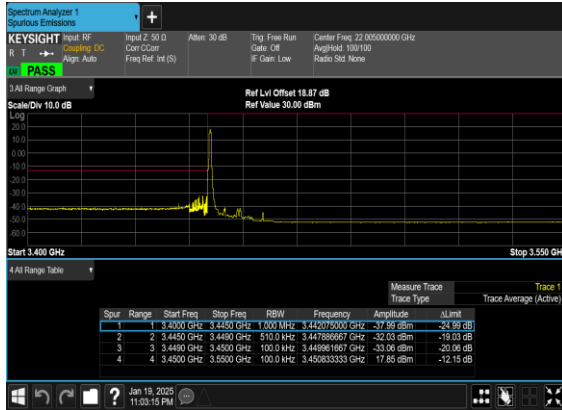 Spectrum Analyzer 1
Spurious Emissions
+
KEYSIGHT Input: RF Input Z: 50 Ω Atten: 30 dB Trig: Free Run Center Freq: 22.005000000 GHz
R T Coupling: DC Corr CCorr Gate: Off Avg|Hold: 100/100
Align: Auto Freq Ref: Int (S) IF Gain: Low Radio Std: None
PASS
3 All Range Graph
Ref Lvl Offset 18.87 dB
Scale/Div 10.0 dB Ref Value 30.00 dBm
Log
20.0
10.0
0.00
-10.0
-20.0
-30.0
-40.0
-50.0
-60.0
Start 3.400 GHz Stop 3.550 GH
4 All Range Table
Measure Trace Trace 1
Trace Type Trace Average (Active)
Spur Range Start Freq Stop Freq RBW Frequency Amplitude ΔLimit
1 1 3.4000 GHz 3.4450 GHz 1.000 MHz 3.442075000 GHz -37.99 dBm -24.99 dB
2 2 3.4450 GHz 3.4490 GHz 510.0 kHz 3.447886667 GHz -32.03 dBm -19.03 dB
3 3 3.4490 GHz 3.4500 GHz 100.0 kHz 3.449961667 GHz -33.06 dBm -20.06 dB
4 4 3.4500 GHz 3.5500 GHz 100.0 kHz 3.450833333 GHz 17.85 dBm -12.15 dB
? Jan 19, 2025
11:03:15 PM